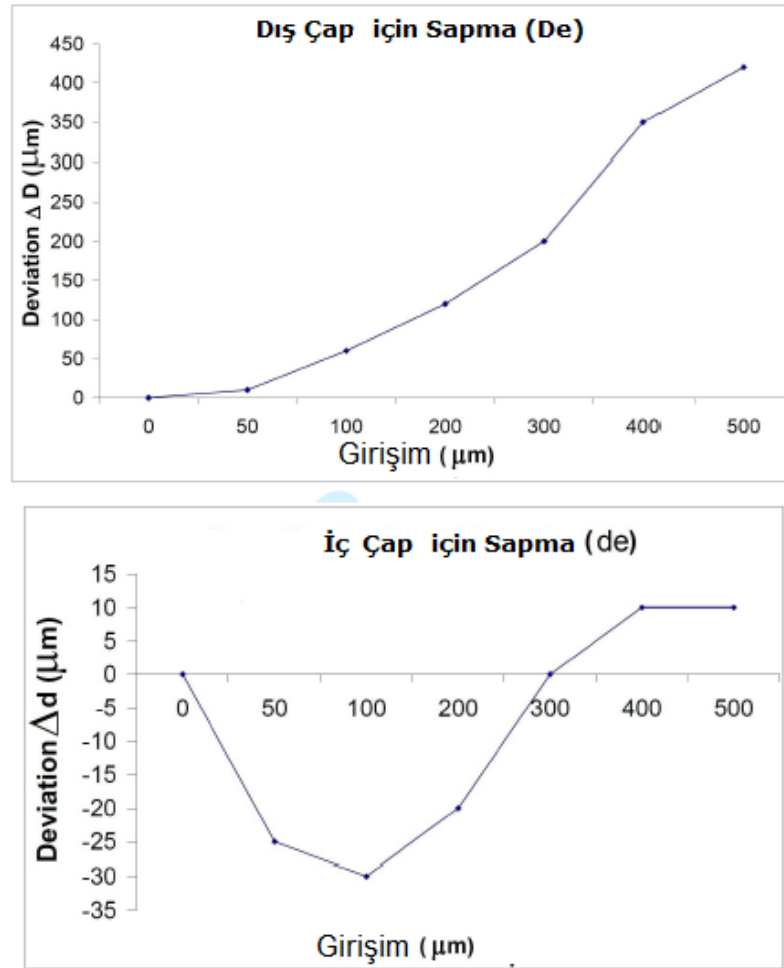 Dış Çap için Sapma (De)
Deviation Δ D (μm)
450
400
350
300
250
200
150
100
50
0
0 50 100 200 300 400 500
Girişim (μm)
İç Çap için Sapma (de)
Deviation Δd (μm)
15
10
5
0
-5
-10
-15
-20
-25
-30
-35
0 50 100 200 300 400 500
Girişim (μm)